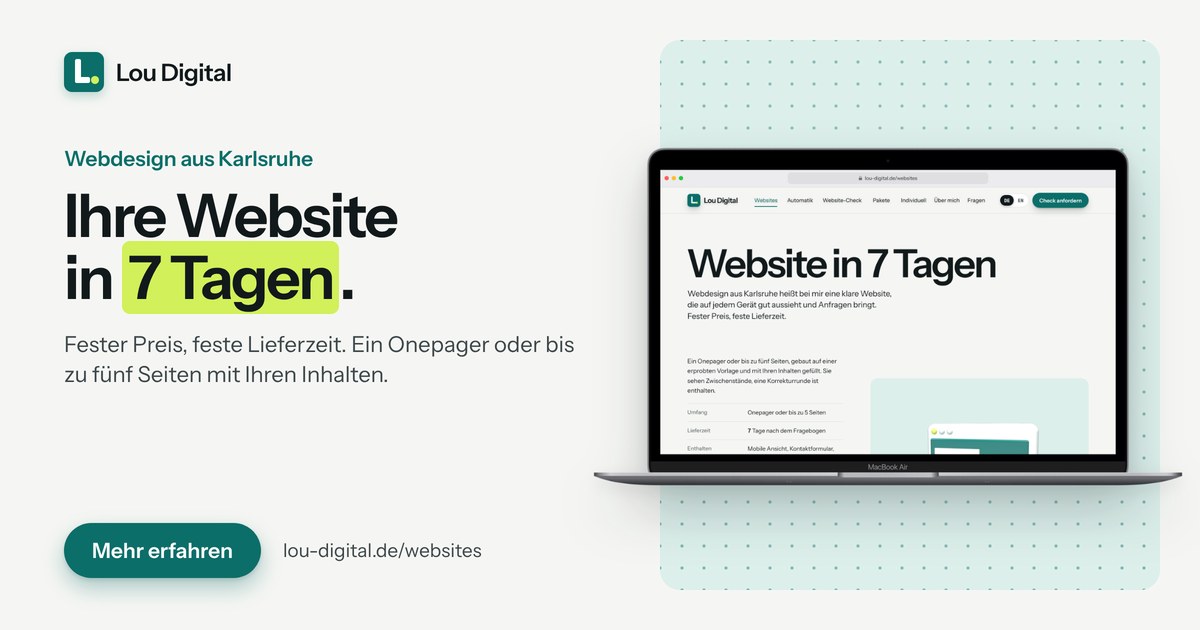 L.
Lou Digital
Webdesign aus Karlsruhe
Ihre Website
in 7 Tagen.
Fester Preis, feste Lieferzeit. Ein Onepager oder bis
zu fünf Seiten mit Ihren Inhalten.
Mehr erfahren
lou-digital.de/websites
lou-digital.de/websites
L. Lou Digital Websites Automatik Website-Check Pakete Individuell Über mich Fragen DE EN Check anfordern
Website in 7 Tagen
Webdesign aus Karlsruhe heißt bei mir eine klare Website,
die auf jedem Gerät gut aussieht und Anfragen bringt.
Fester Preis, feste Lieferzeit.
Ein Onepager oder bis zu fünf Seiten, gebaut auf einer
erprobten Vorlage und mit Ihren Inhalten gefüllt. Sie
sehen Zwischenstände, eine Korrekturrunde ist
enthalten.
Umfang Onepager oder bis zu 5 Seiten
Lieferzeit 7 Tage nach dem Fragebogen
Enthalten Mobile Ansicht, Kontaktformular,
MacBook Air